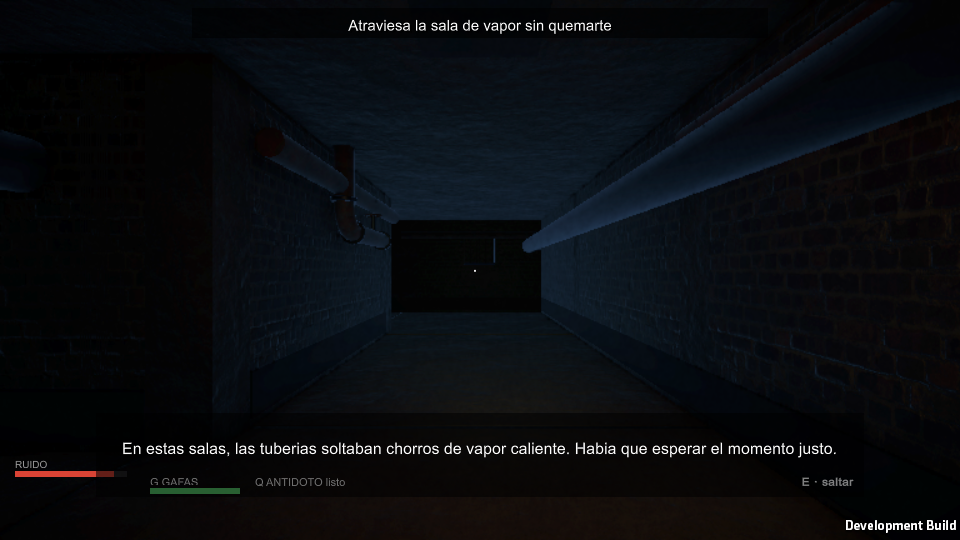 Atraviesa la sala de vapor sin quemarte
En estas salas, las tuberias soltaban chorros de vapor caliente. Habia que esperar el momento justo.
RUIDO
G GAFAS
Q ANTIDOTO listo
E · saltar
Development Build